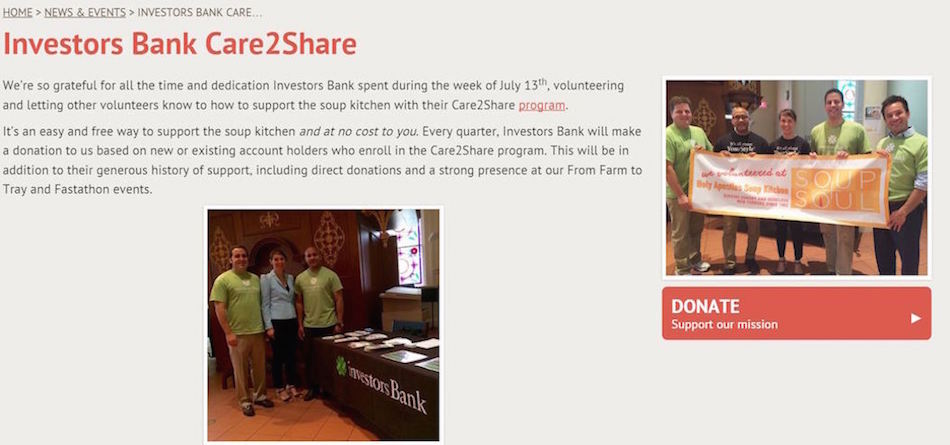 HOME > NEWS & EVENTS > INVESTORS BANK CARE...
Investors Bank Care2Share
We're so grateful for all the time and dedication Investors Bank spent during the week of July 13th, volunteering
and letting other volunteers know to how to support the soup kitchen with their Care2Share program.
It's an easy and free way to support the soup kitchen and at no cost to you. Every quarter, Investors Bank will make
a donation to us based on new or existing account holders who enroll in the Care2Share program. This will be in
addition to their generous history of support, including direct donations and a strong presence at our From Farm to
Tray and Fastathon events.
we volunteered at
Holy Apostles Soup Kitchen
SOUP
SOUL
DONATE
Support our mission
investorsBank